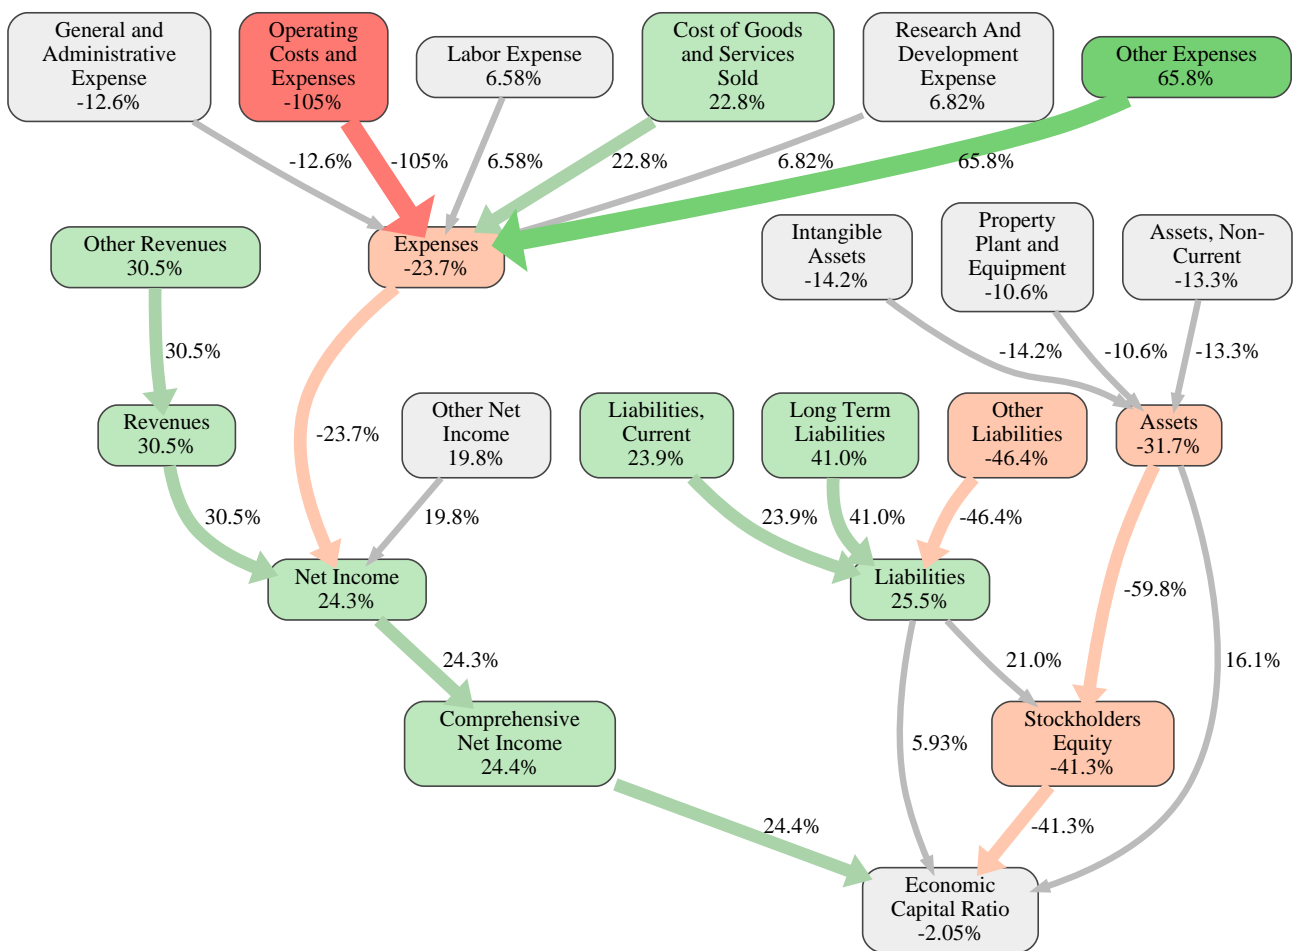 General and
Administrative
Expense
-12.6%
Operating
Costs and
Expenses
-105%
Labor Expense
6.58%
Cost of Goods
and Services
Sold
22.8%
Research And
Development
Expense
6.82%
Other Expenses
65.8%
-12.6%
-105%
6.58%
22.8%
6.82%
65.8%
Other Revenues
30.5%
Expenses
-23.7%
Intangible
Assets
-14.2%
Property
Plant and
Equipment
-10.6%
Assets, Non-
Current
-13.3%
30.5%
-14.2%
-10.6%
-13.3%
Revenues
30.5%
-23.7%
Other Net
Income
19.8%
Liabilities,
Current
23.9%
Long Term
Liabilities
41.0%
Other
Liabilities
-46.4%
Assets
-31.7%
30.5%
19.8%
23.9%
41.0%
-46.4%
Net Income
24.3%
Liabilities
25.5%
-59.8%
24.3%
21.0%
16.1%
Comprehensive
Net Income
24.4%
5.93%
Stockholders
Equity
-41.3%
24.4%
-41.3%
Economic
Capital Ratio
-2.05%